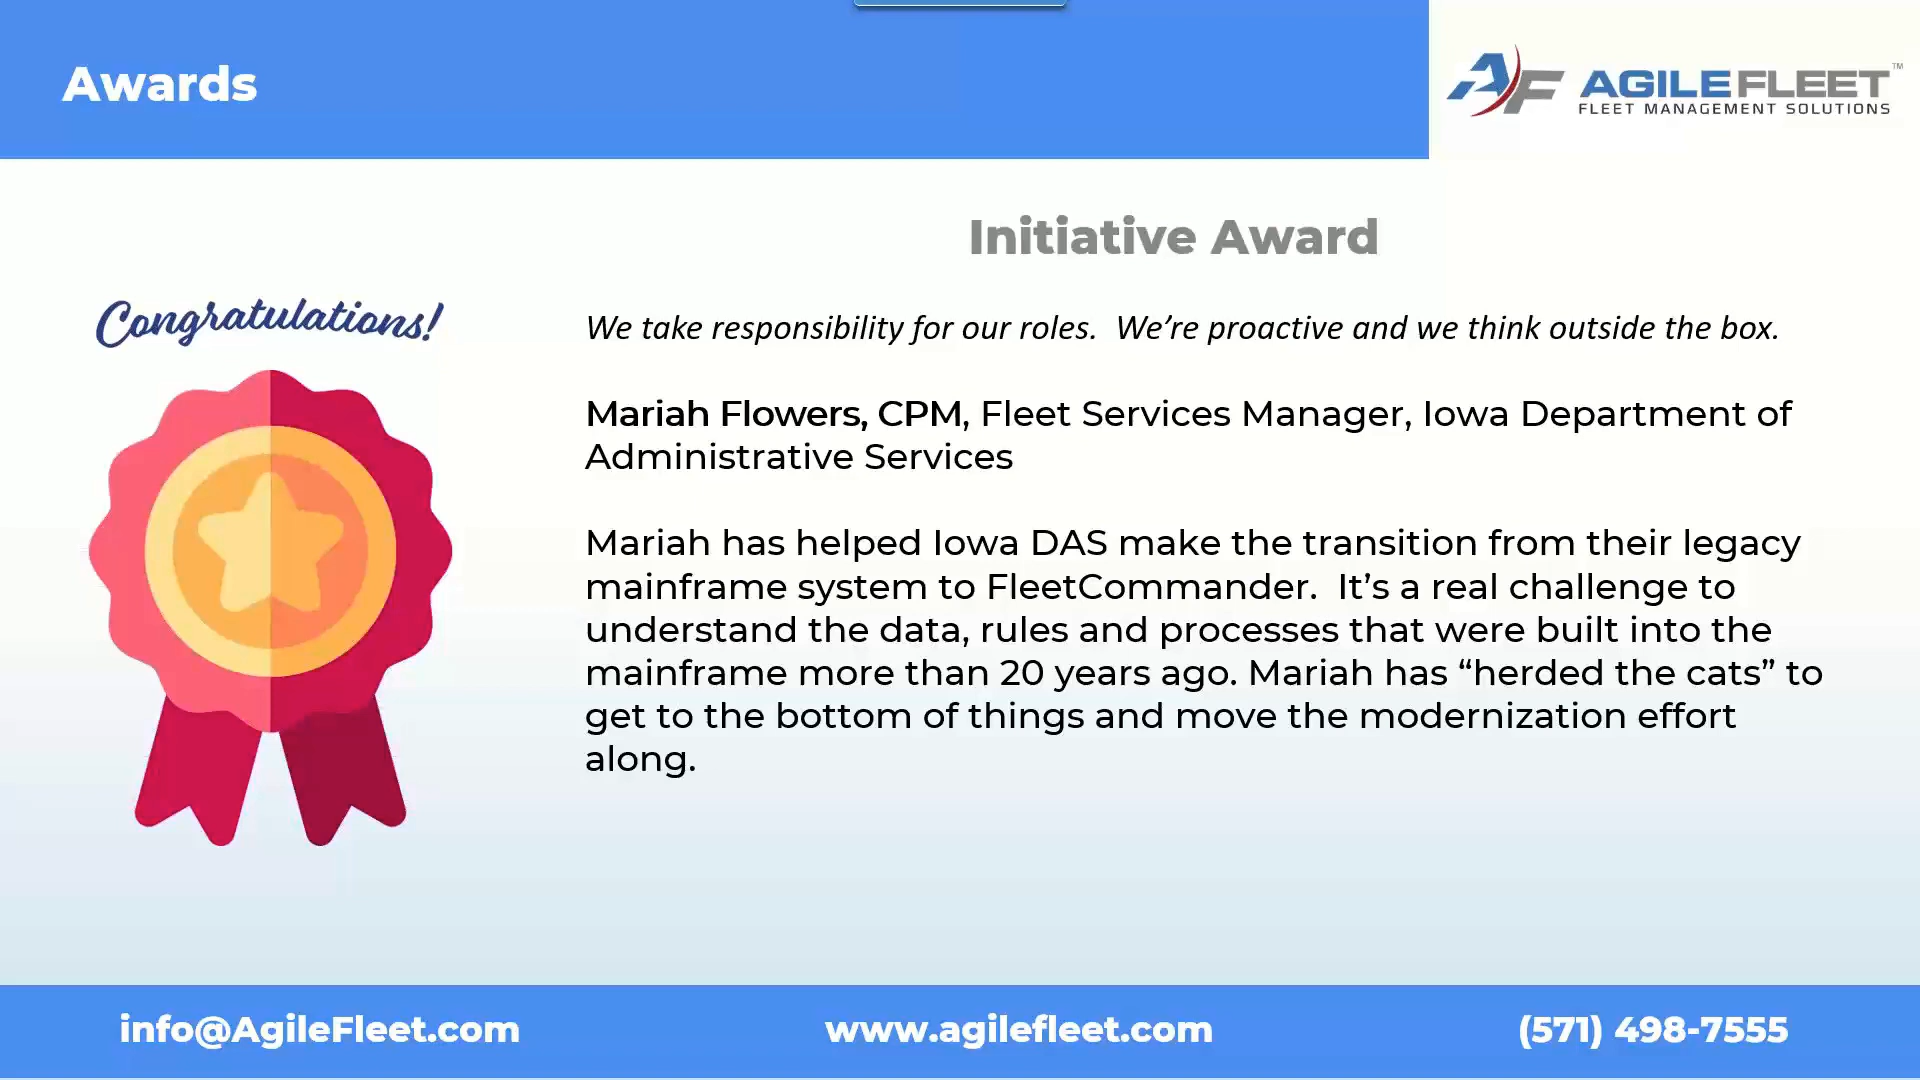 Awards
AGILEFLEET™
FLEET MANAGEMENT SOLUTIONS
Initiative Award
Congratulations!
We take responsibility for our roles.  We’re proactive and we think outside the box.
Mariah Flowers, CPM, Fleet Services Manager, Iowa Department of
Administrative Services
Mariah has helped Iowa DAS make the transition from their legacy
mainframe system to FleetCommander.  It’s a real challenge to
understand the data, rules and processes that were built into the
mainframe more than 20 years ago. Mariah has “herded the cats” to
get to the bottom of things and move the modernization effort
along.
info@AgileFleet.com
www.agilefleet.com
(571) 498-7555